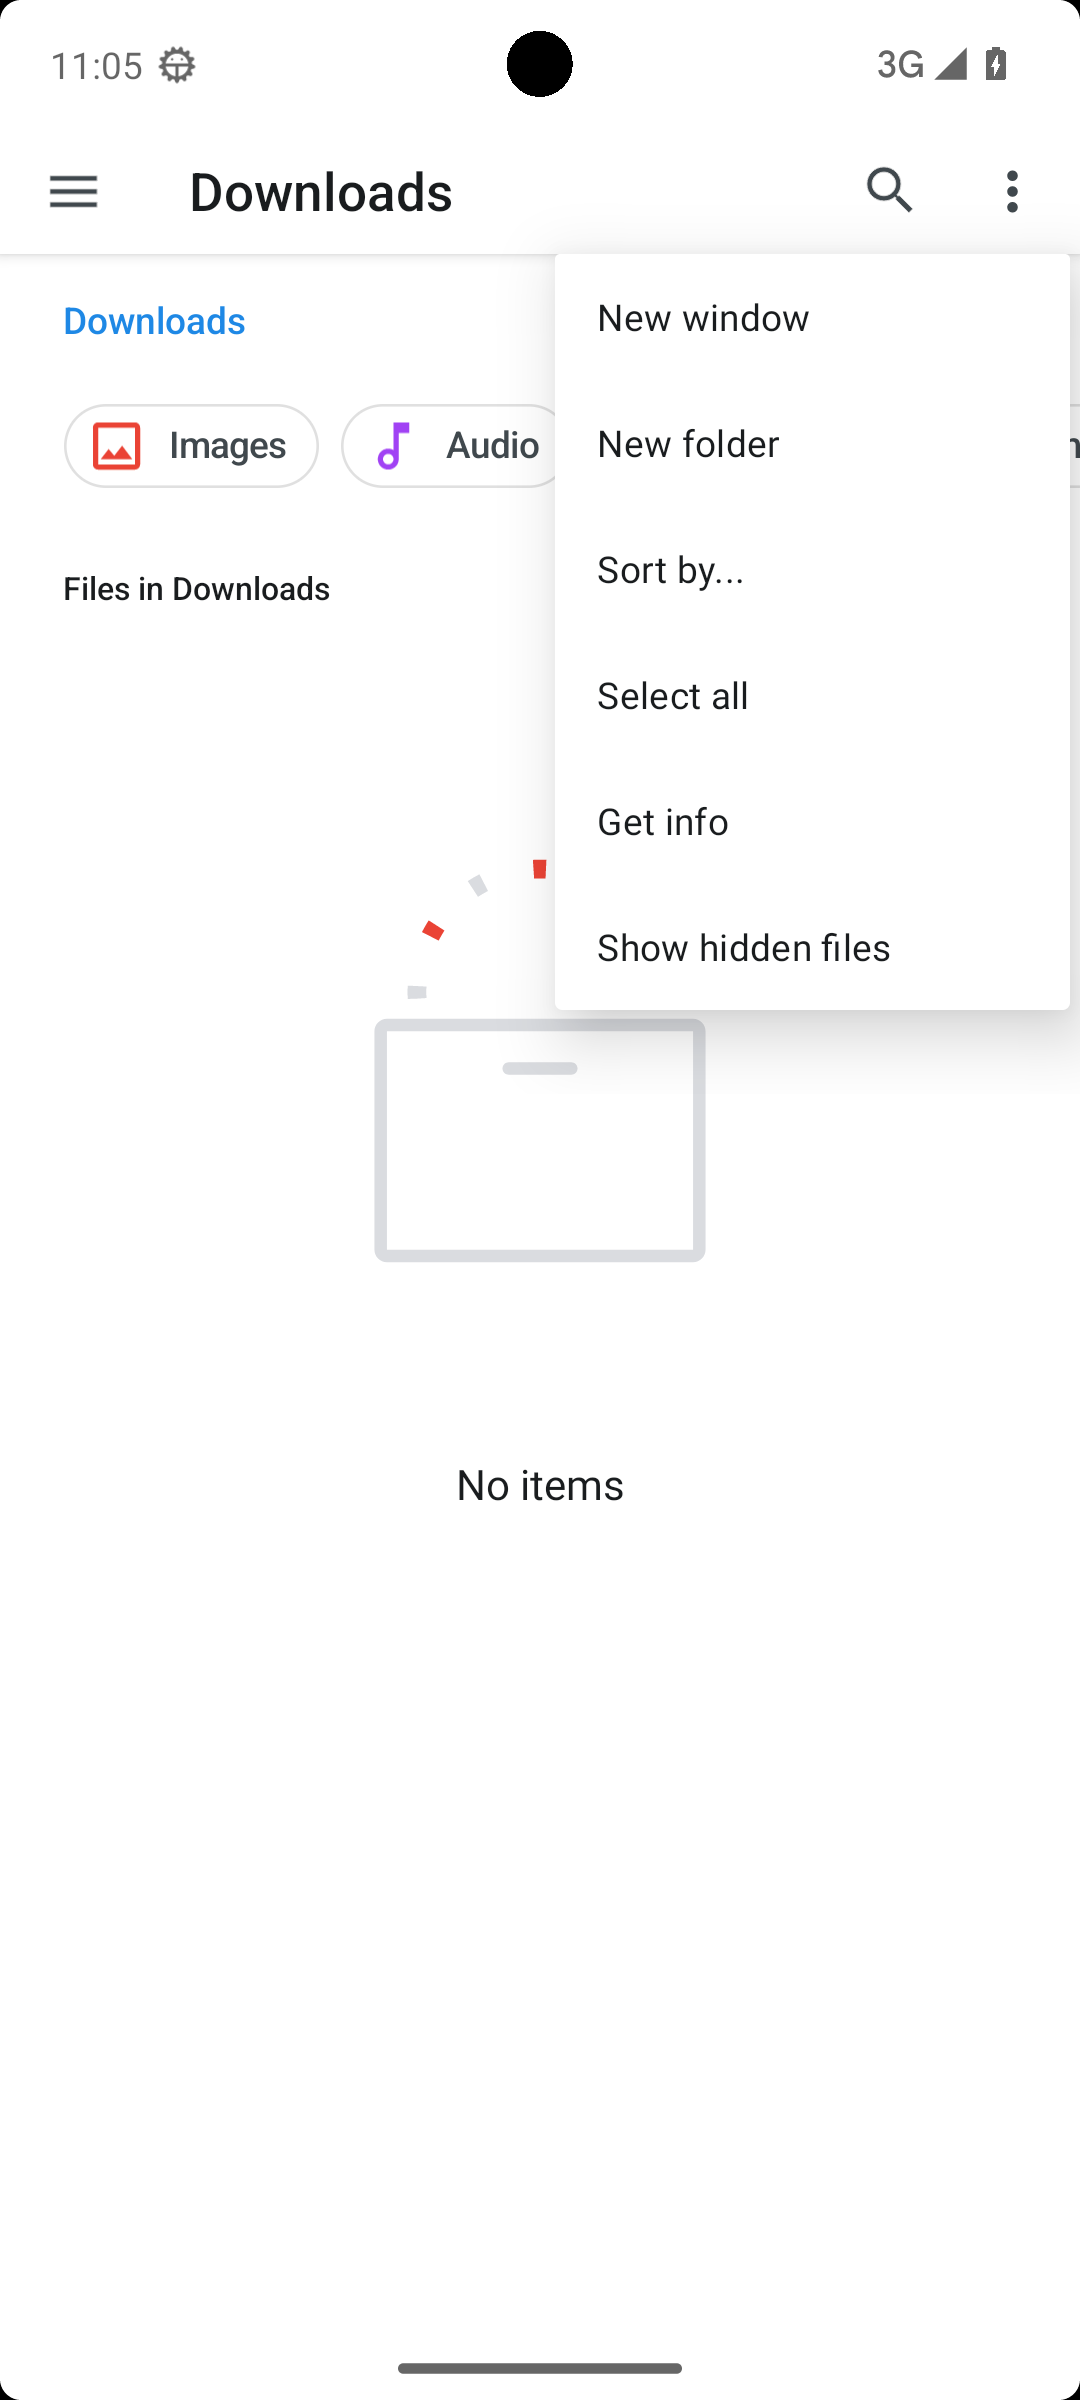 11:05
3G
Downloads
Downloads
Images
Audio
Files in Downloads
New window
New folder
Sort by...
Select all
Get info
Show hidden files
No items